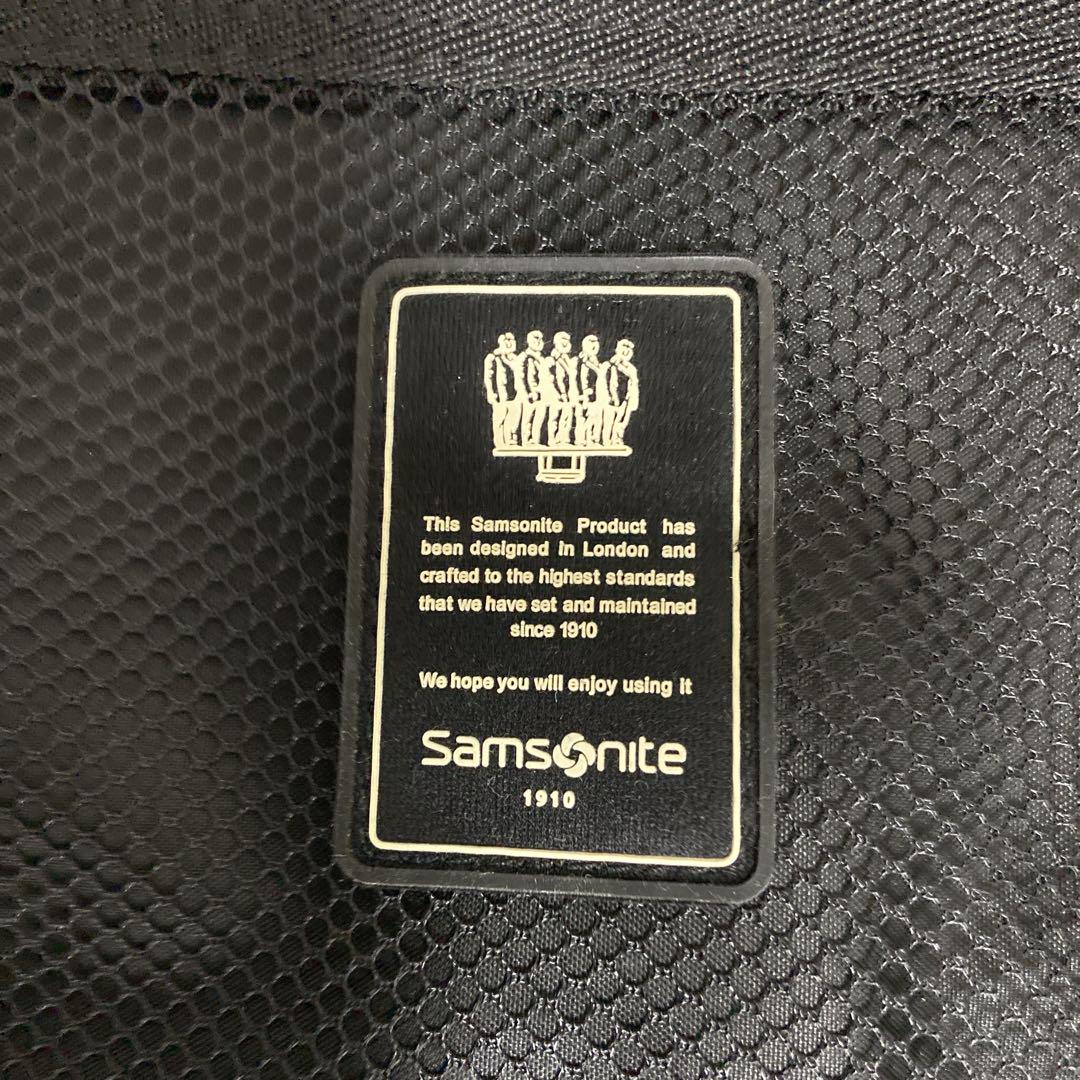 This Samsonite Product has
been designed in London and
crafted to the highest standards
that we have set and maintained
since 1910
We hope you will enjoy using it
Samsonite
1910